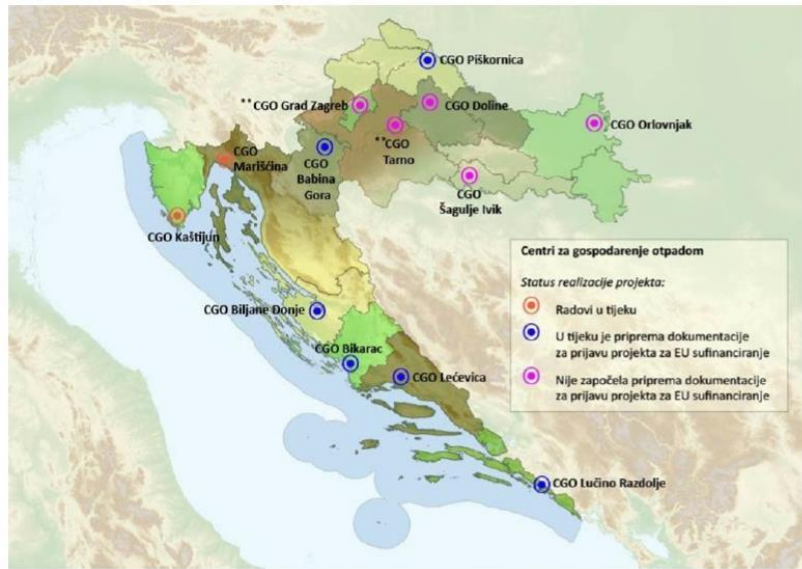 CGO Piškornica
**CGO Grad Zagreb
CGO Doline
CGO Orlovnjak
**CGO
Tarno
CGO
Marišćina
CGO
Babina
Gora
CGO
Šagulje Ivik
CGO Kaštijun
CGO Biljane Donje
CGO Bikarac
CGO Lećevica
CGO Lučino Razdolje
Centri za gospodarenje otpadom
Status realizacije projekta:
Radovi u tijeku
U tijeku je priprema dokumentacije
za prijavu projekta za EU sufinanciranje
Nije započela priprema dokumentacije
za prijavu projekta za EU sufinanciranje